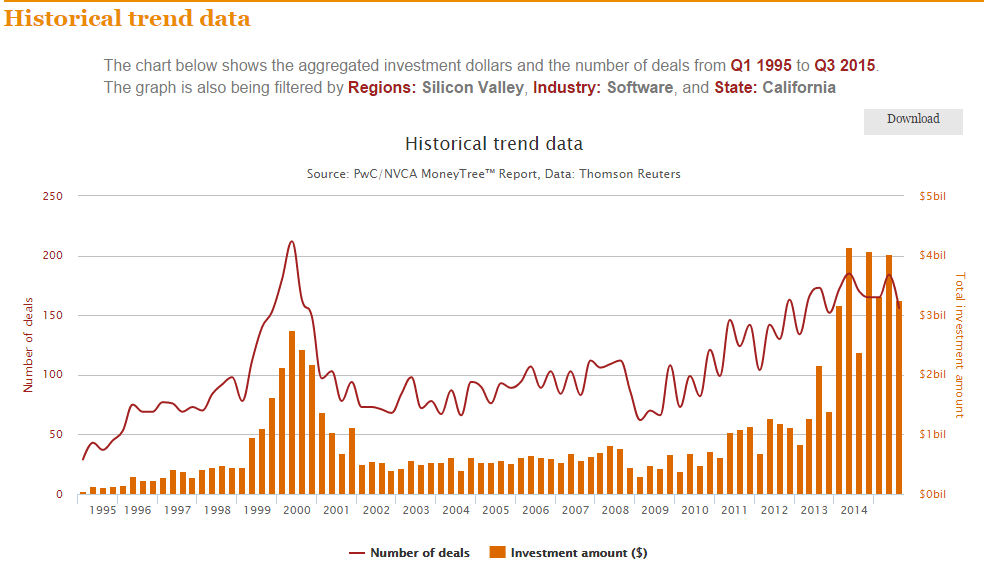 Historical trend data
The chart below shows the aggregated investment dollars and the number of deals from Q1 1995 to Q3 2015.
The graph is also being filtered by Regions: Silicon Valley, Industry: Software, and State: California
Download
Historical trend data
Source: PwC/NVCA MoneyTree™ Report, Data: Thomson Reuters
250
200
150
100
50
0
Number of deals
$5bil
$4bil
$3bil
$2bil
$1bil
$0bil
Total investment amount
1995 1996 1997 1998 1999 2000 2001 2002 2003 2004 2005 2006 2007 2008 2009 2010 2011 2012 2013 2014
Number of deals Investment amount ($)